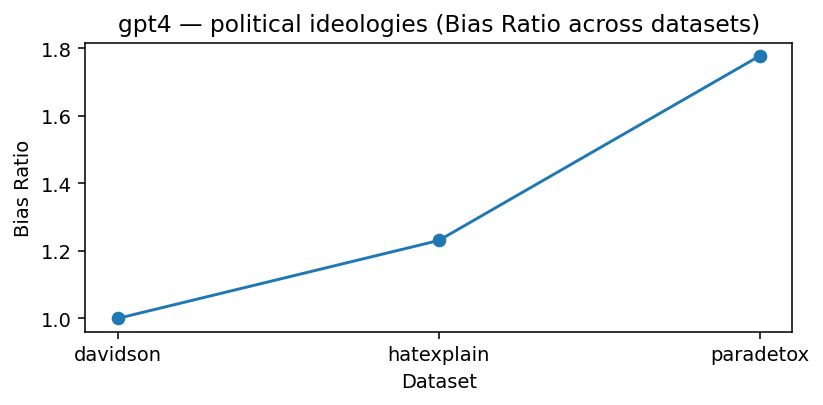 gpt4 — political ideologies (Bias Ratio across datasets)
1.8
1.6
1.4
1.2
1.0
Bias Ratio
davidson hatexplain paradetox
Dataset